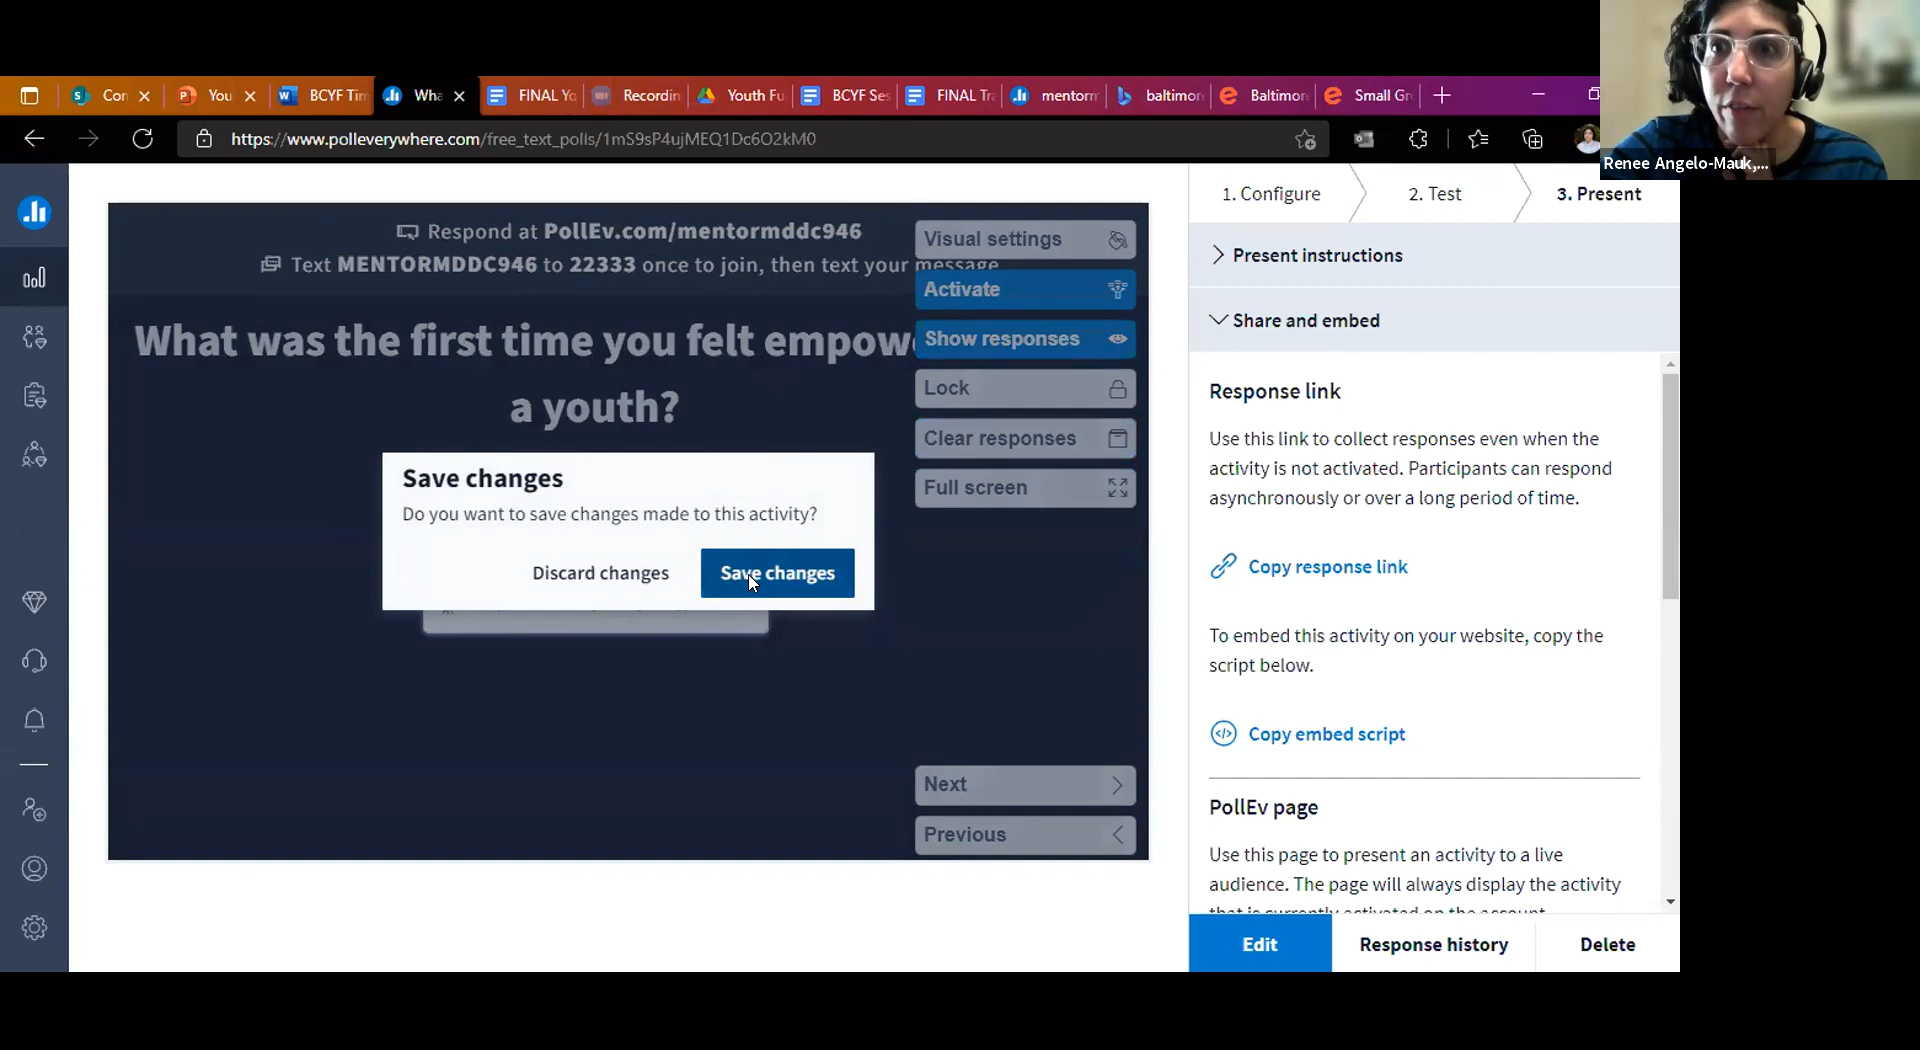 Con
You
BCYF Tim
Wha
FINAL Yo
Recordin
Youth Fu
BCYF Ses
FINAL Tr
mentorm
baltimor
Baltimor
Small Gr
https://www.polleverywhere.com/free_text_polls/1mS9sP4ujMEQ1Dc6O2kM0
Renee Angelo-Mauk,...
Respond at PollEv.com/mentormddc946
Text MENTORMDDC946 to 22333 once to join, then text your message
What was the first time you felt empow
a youth?
Visual settings
Activate
Show responses
Lock
Clear responses
Full screen
Save changes
Do you want to save changes made to this activity?
Discard changes
Save changes
Next
Previous
1. Configure
2. Test
3. Present
Present instructions
Share and embed
Response link
Use this link to collect responses even when the
activity is not activated. Participants can respond
asynchronously or over a long period of time.
Copy response link
To embed this activity on your website, copy the
script below.
Copy embed script
PollEv page
Use this page to present an activity to a live
audience. The page will always display the activity
that is currently activated on the account.
Edit
Response history
Delete